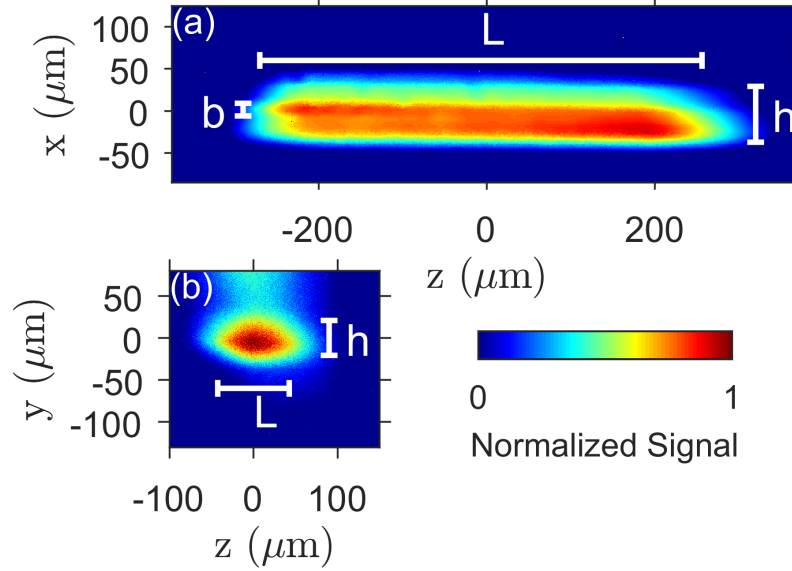 (a)
L
100
50
0
-50
x (μm)
b
h
-200 0 200
z (μm)
(b)
50
0
-50
-100
y (μm)
h
L
-100 0 100
z (μm)
0 1
Normalized Signal